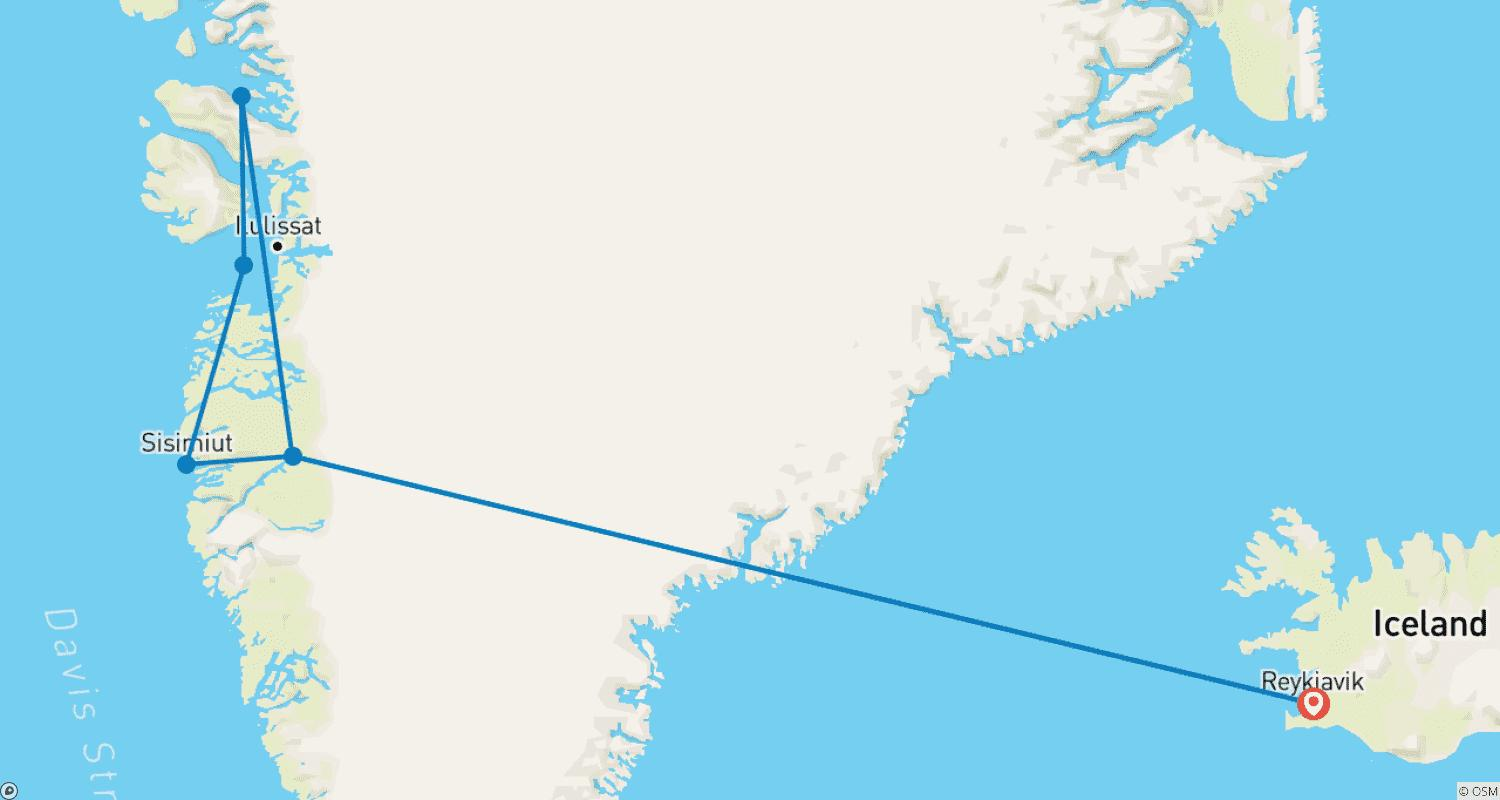 Ilulissat
Sisimiut
Davis Str
Iceland
Reykjavik
© OSM